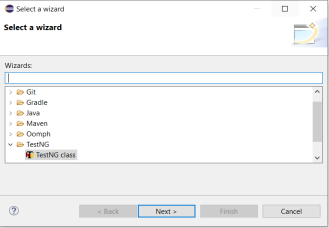 Select a wizard
Select a wizard
Wizards:
Git
Gradle
Java
Maven
Oomph
TestNG
TestNG class
< Back
Next >
Finish
Cancel